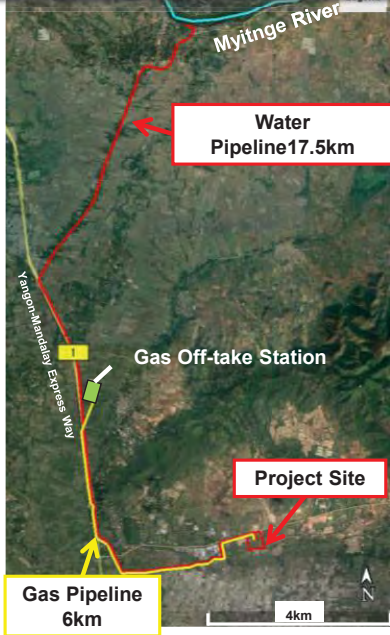 Myitnge River
Water
Pipeline17.5km
Yangon-Mandalay Express Way
1
Gas Off-take Station
Project Site
Gas Pipeline
6km
N
4km